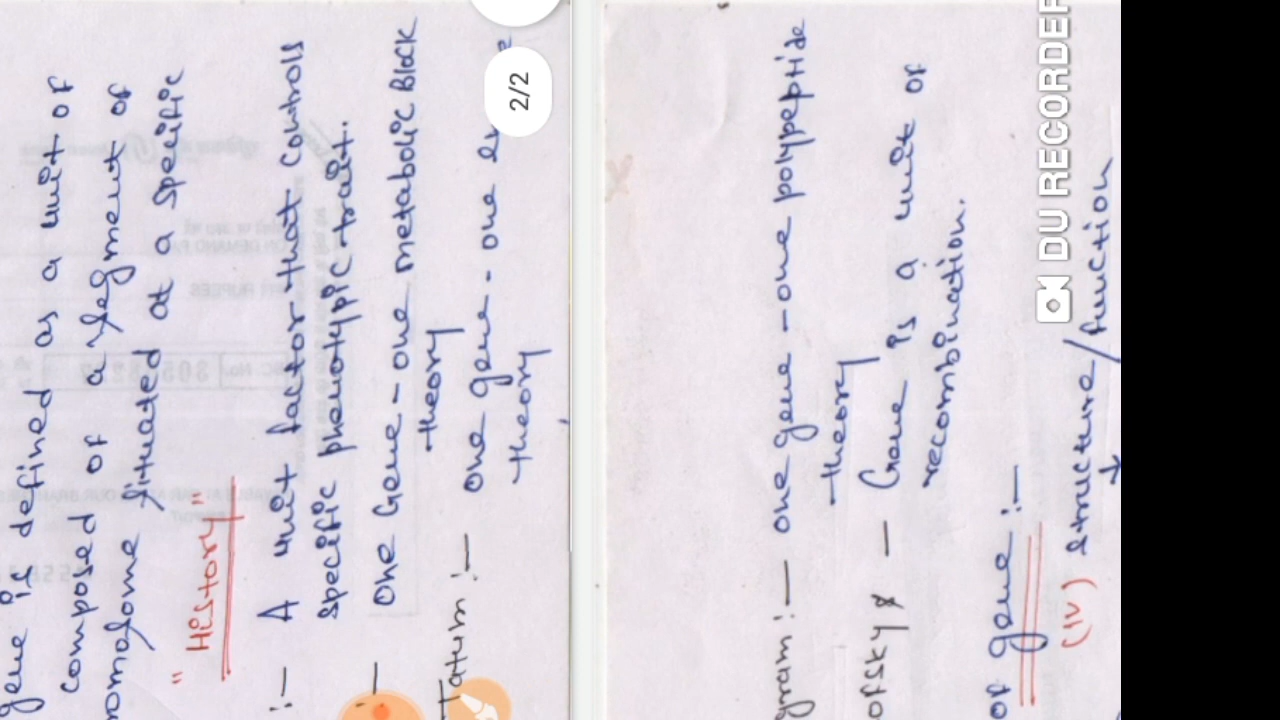 gene is defined as a unit of
composed of a segment of
omosome situated at a specific
"History"
:- A unit factor that controls
specific phenotypic trait.
- One Gene - one metabolic Block
theory
Tatum :- one gene - one
theory
gram :- one gene - one polypeptide
theory
ofsky & - Gene is a unit of
recombination.
of gene :-
(IV) structure/function
2/2
DU RECORDER